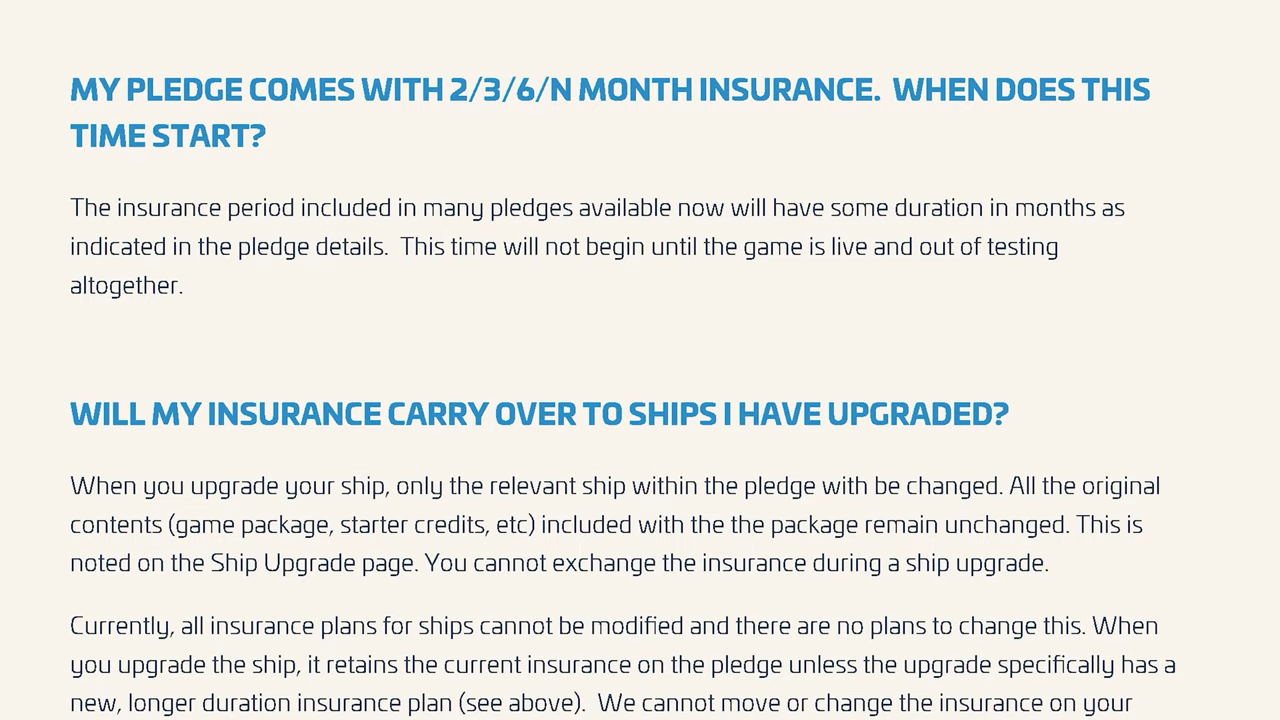 MY PLEDGE COMES WITH 2/3/6/N MONTH INSURANCE.  WHEN DOES THIS
TIME START?
The insurance period included in many pledges available now will have some duration in months as
indicated in the pledge details.  This time will not begin until the game is live and out of testing
altogether.
WILL MY INSURANCE CARRY OVER TO SHIPS I HAVE UPGRADED?
When you upgrade your ship, only the relevant ship within the pledge with be changed. All the original
contents (game package, starter credits, etc) included with the the package remain unchanged. This is
noted on the Ship Upgrade page. You cannot exchange the insurance during a ship upgrade.
Currently, all insurance plans for ships cannot be modified and there are no plans to change this. When
you upgrade the ship, it retains the current insurance on the pledge unless the upgrade specifically has a
new, longer duration insurance plan (see above).  We cannot move or change the insurance on your